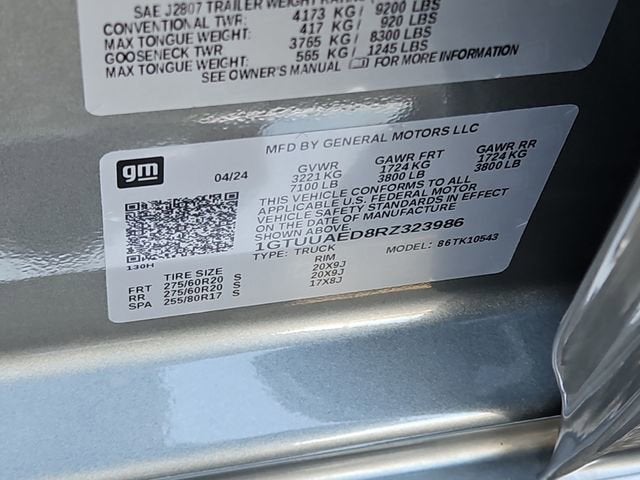 SAE J2807 TRAILER WEIGHT
CONVENTIONAL TWR: 4173 KG / 9200 LBS
MAX TONGUE WEIGHT: 417 KG / 920 LBS
GOOSENECK TWR 3765 KG / 8300 LBS
MAX TONGUE WEIGHT: 565 KG / 1245 LBS
SEE OWNER'S MANUAL FOR MORE INFORMATION
gm
MFD BY GENERAL MOTORS LLC
04/24 GVWR GAWR FRT GAWR RR
3221 KG 1724 KG 1724 KG
7100 LB 3800 LB 3800 LB
THIS VEHICLE CONFORMS TO ALL
APPLICABLE U.S. FEDERAL MOTOR
VEHICLE SAFETY STANDARDS IN EFFECT
ON THE DATE OF MANUFACTURE
SHOWN ABOVE.
1GTUUAED8RZ323986
TYPE: TRUCK MODEL: 86TK10543
130H
TIRE SIZE RIM
FRT 275/60R20 S 20X9J
RR 275/60R20 S 20X9J
SPA 255/80R17 S 17X8J